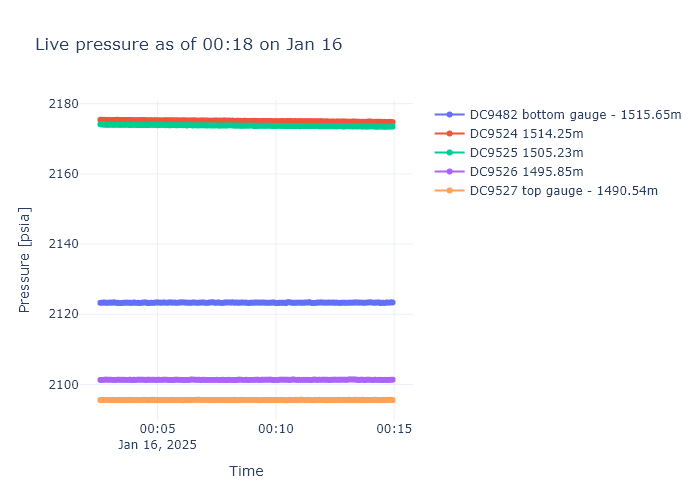 Live pressure as of 00:18 on Jan 16
2180
2160
2140
2120
2100
Pressure [psia]
00:05
00:10
00:15
Jan 16, 2025
Time
DC9482 bottom gauge - 1515.65m
DC9524 1514.25m
DC9525 1505.23m
DC9526 1495.85m
DC9527 top gauge - 1490.54m